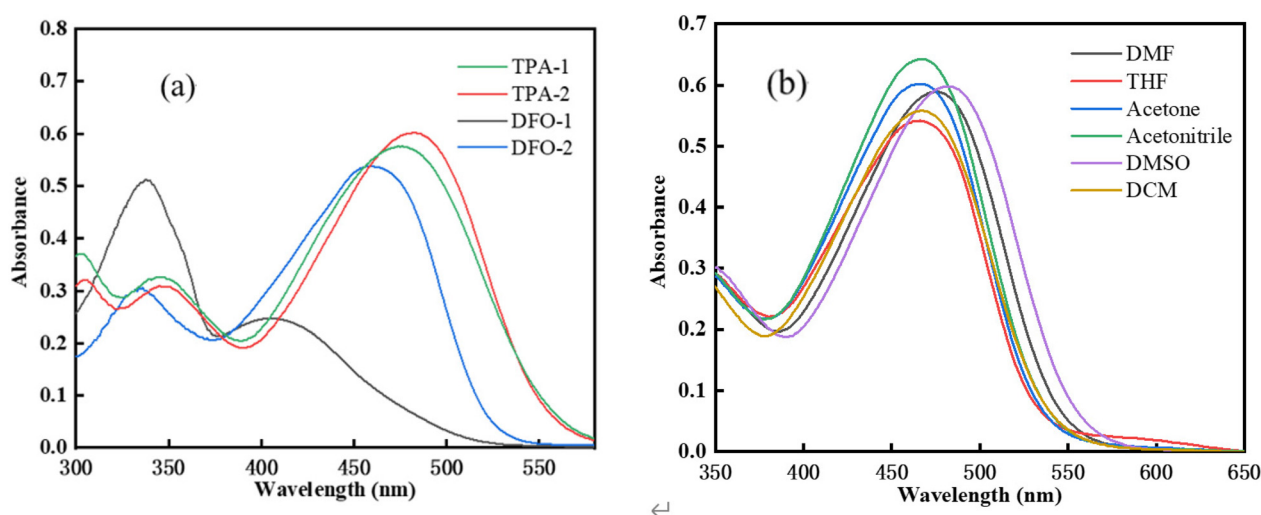 (a)
TPA-1
TPA-2
DFO-1
DFO-2
Absorbance
0.8
0.7
0.6
0.5
0.4
0.3
0.2
0.1
0.0
300 350 400 450 500 550
Wavelength (nm)
(b)
DMF
THF
Acetone
Acetonitrile
DMSO
DCM
Absorbance
0.7
0.6
0.5
0.4
0.3
0.2
0.1
0.0
350 400 450 500 550 600 650
Wavelength (nm)
↵